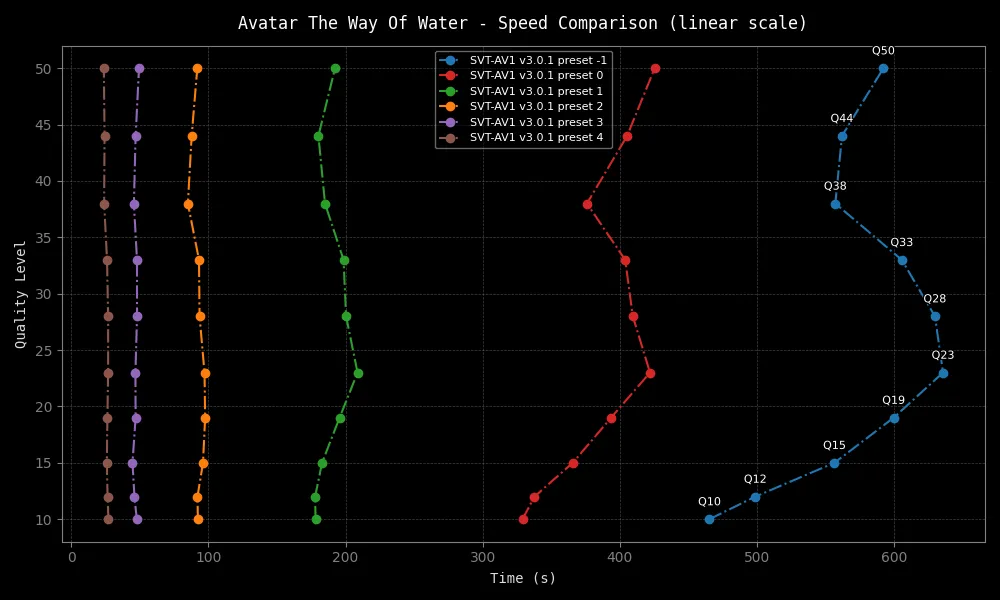 Avatar The Way Of Water - Speed Comparison (linear scale)
SVT-AV1 v3.0.1 preset -1
SVT-AV1 v3.0.1 preset 0
SVT-AV1 v3.0.1 preset 1
SVT-AV1 v3.0.1 preset 2
SVT-AV1 v3.0.1 preset 3
SVT-AV1 v3.0.1 preset 4
Q50
Q44
Q38
Q33
Q28
Q23
Q19
Q15
Q12
Q10
Quality Level
50
45
40
35
30
25
20
15
10
0 100 200 300 400 500 600
Time (s)